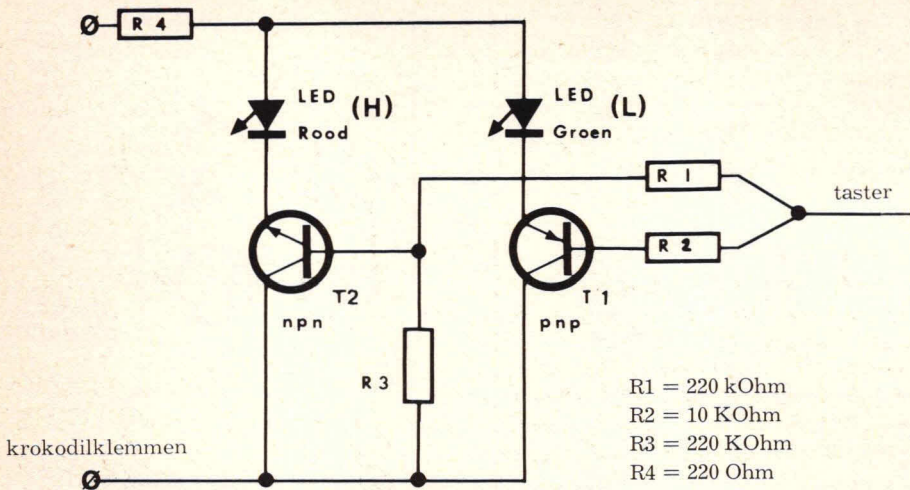 R 4
LED (H)
Rood
LED (L)
Groen
R 1
taster
R 2
T2
npn
T 1
pnp
R 3
R1 = 220 kOhm
R2 = 10 KOhm
R3 = 220 KOhm
R4 = 220 Ohm
krokodilklemmen